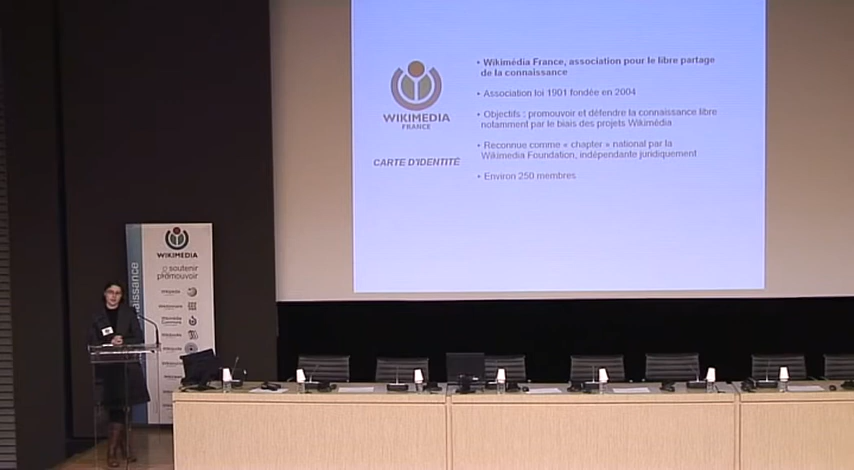 • Wikimédia France, association pour le libre partage
de la connaissance
• Association loi 1901 fondée en 2004
• Objectifs : promouvoir et défendre la connaissance libre
notamment par le biais des projets Wikimédia
• Reconnue comme « chapter » national par la
Wikimedia Foundation, indépendante juridiquement
• Environ 250 membres
WIKIMEDIA
FRANCE
CARTE D'IDENTITÉ
WIKIMEDIA
soutenir
promouvoir
naissance